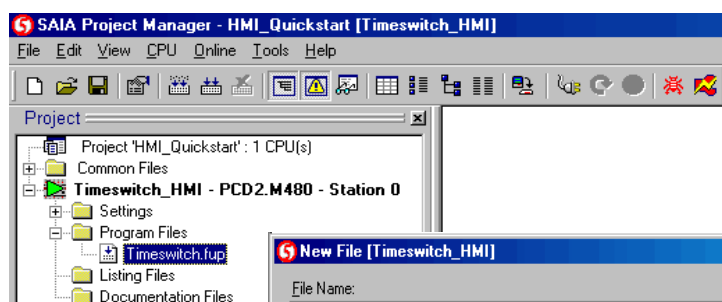 SAIA Project Manager - HMI_Quickstart [Timeswitch_HMI]
File Edit View CPU Online Tools Help
Project
Project 'HMI_Quickstart' : 1 CPU(s)
Common Files
Timeswitch_HMI - PCD2.M480 - Station 0
Settings
Program Files
Timeswitch.fup
New File [Timeswitch_HMI]
Listing Files
File Name:
Documentation Files